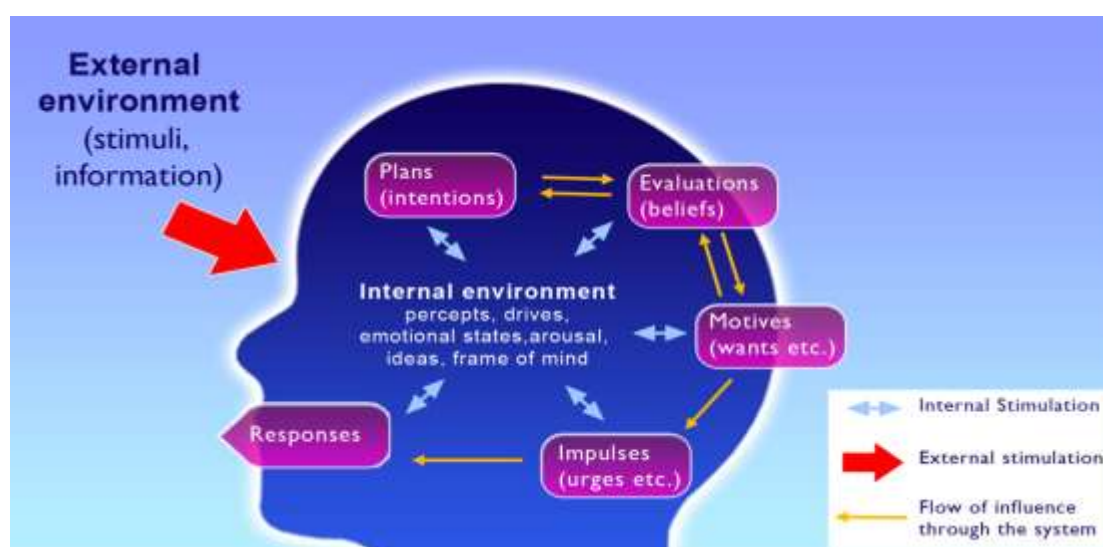 External
environment
(stimuli,
information)
Plans
(intentions)
Evaluations
(beliefs)
Internal environment
percepts, drives,
emotional states,arousal,
ideas, frame of mind
Motives
(wants etc.)
Responses
Impulses
(urges etc.)
Internal Stimulation
External stimulation
Flow of influence
through the system